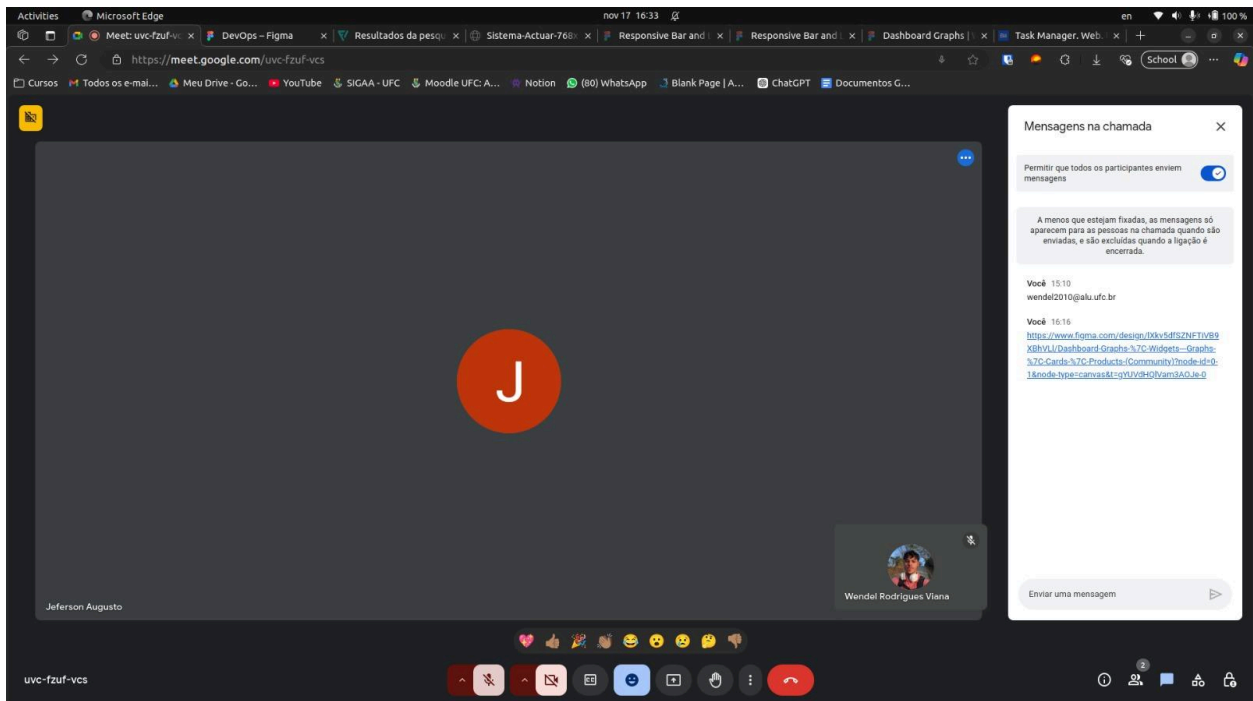 Activities Microsoft Edge nov 17 16:33 en 100 %
Meet: uvc-fzuf-vc DevOps – Figma Resultados da pesqu Sistema-Actuar-768 Responsive Bar and Responsive Bar and Dashboard Graphs | Task Manager. Web.
https://meet.google.com/uvc-fzuf-vcs School
Cursos Todos os e-mai... Meu Drive - Go... YouTube SIGAA - UFC Moodle UFC: A... Notion (80) WhatsApp Blank Page | A... ChatGPT Documentos G...
Mensagens na chamada
Permitir que todos os participantes enviem
mensagens
A menos que estejam fixadas, as mensagens só
aparecem para as pessoas na chamada quando são
enviadas, e são excluídas quando a ligação é
encerrada.
Você 15:10
wendel2010@alu.ufc.br
Você 16:16
https://www.figma.com/design/lXkv5dfSZNFTiVB9
XBhVLl/Dashboard-Graphs-%7C-Widgets---Graphs-
%7C-Cards-%7C-Products-(Community)?node-id=0-
1&node-type=canvas&t=gYUVdHQlVam3AOJe-0
J
Jeferson Augusto
Wendel Rodrigues Viana
Enviar uma mensagem
uvc-fzuf-vcs
CC
2